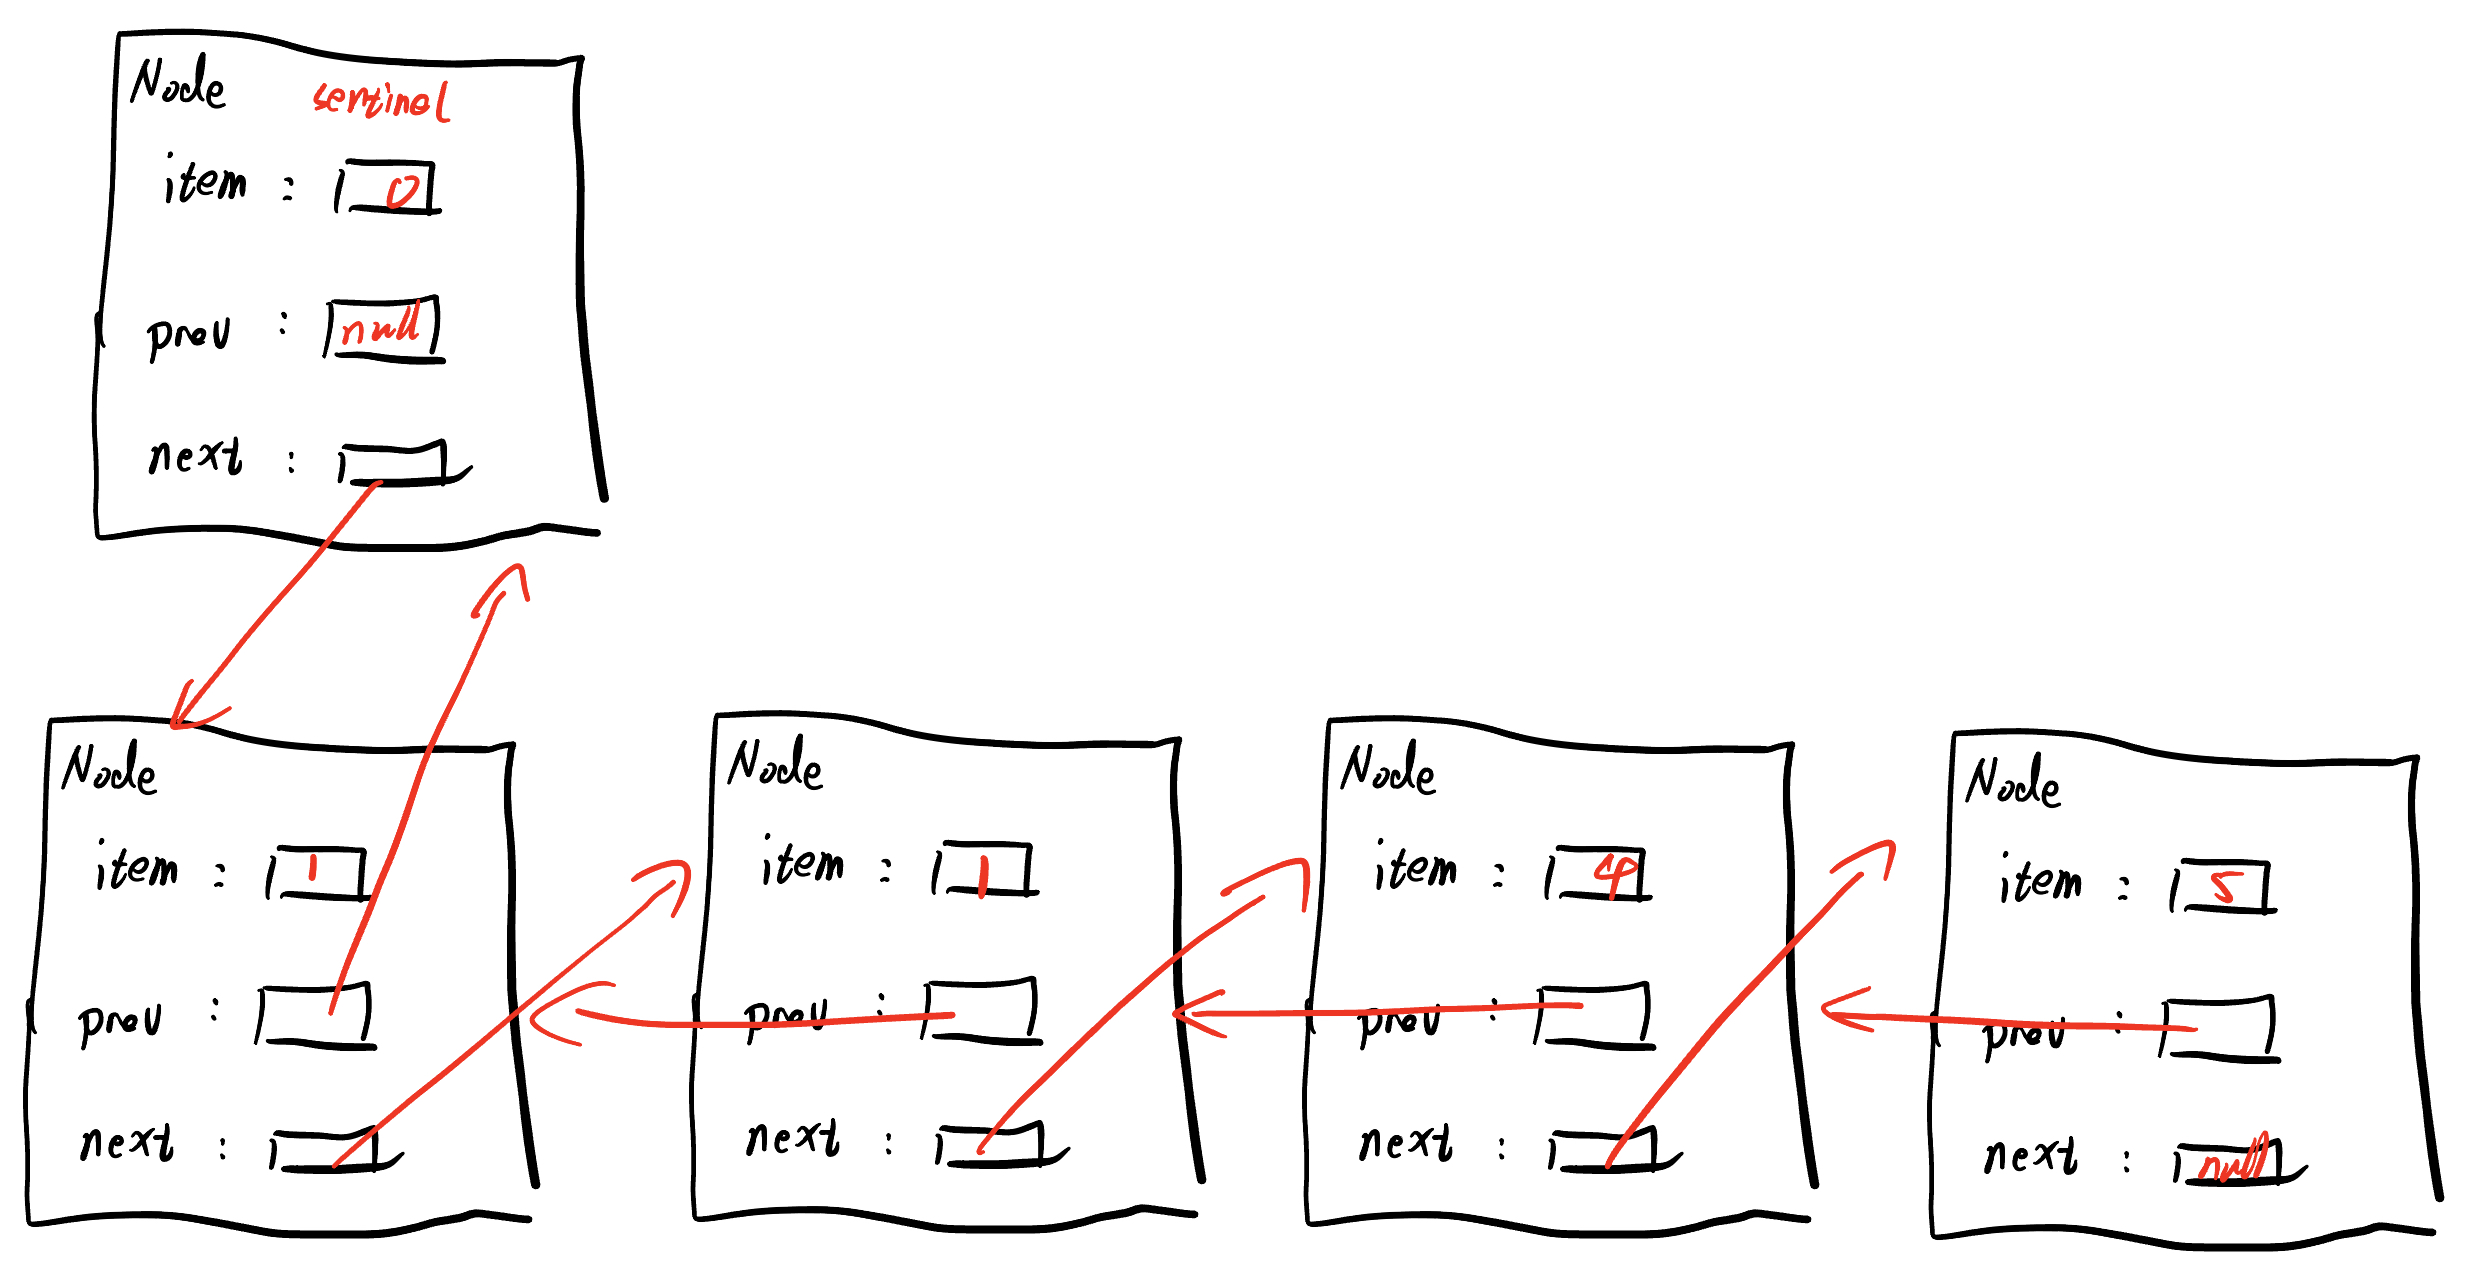 Node sentinel
item : 0
prev : null
next :
Node
item : 1
prev :
next :
Node
item : 1
prev :
next :
Node
item : 4
prev :
next :
Node
item : 5
prev :
next : null